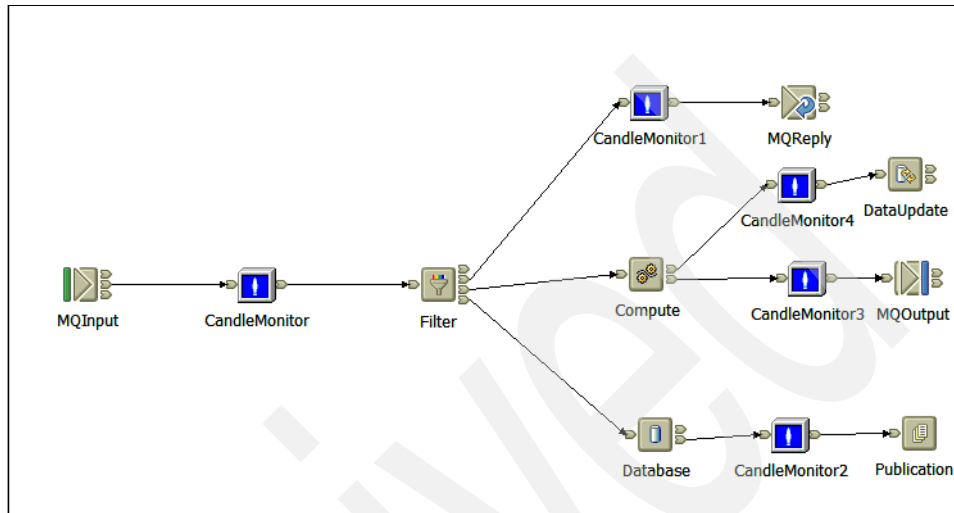 CandleMonitor1
MQReply
CandleMonitor4
DataUpdate
MQInput
CandleMonitor
Filter
Compute
CandleMonitor3
MQOutput
Database
CandleMonitor2
Publication